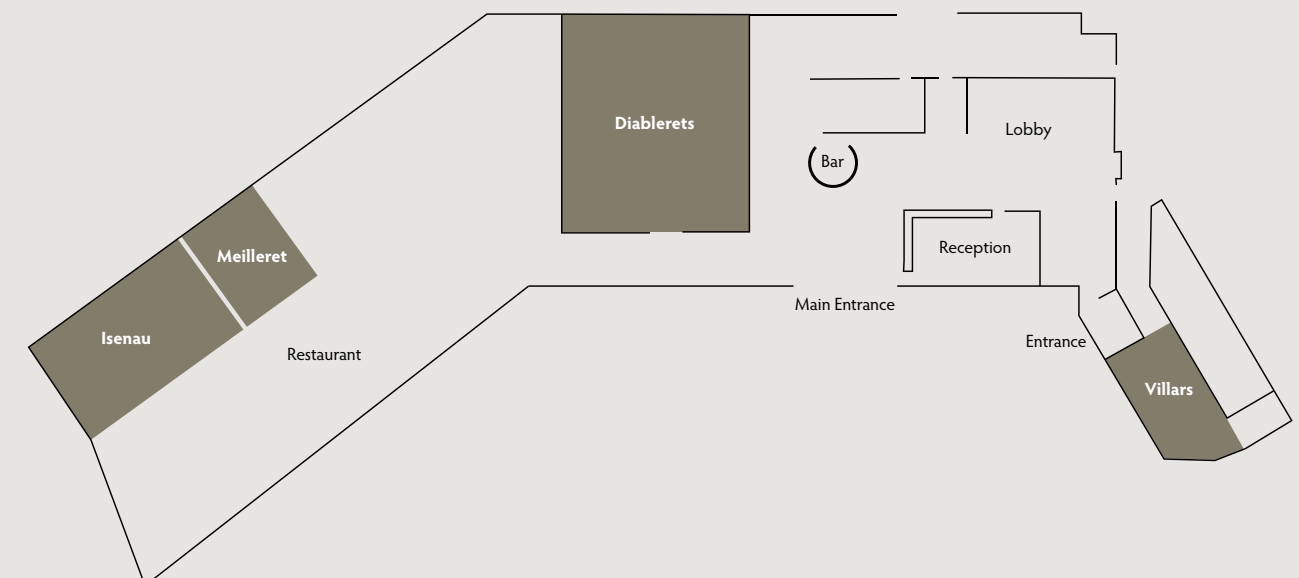 Diablerets
Lobby
Bar
Meilleret
Reception
Main Entrance
Isenau
Entrance
Restaurant
Villars